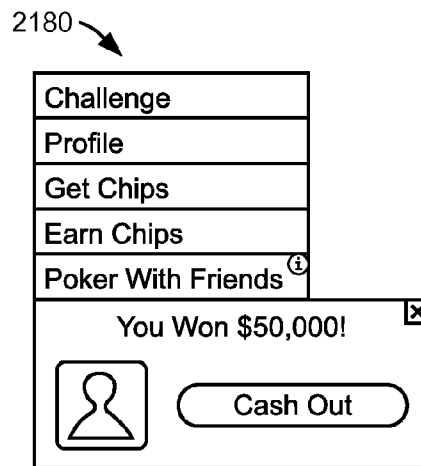 2180
Challenge
Profile
Get Chips
Earn Chips
Poker With Friends i
You Won $50,000!
x
Cash Out